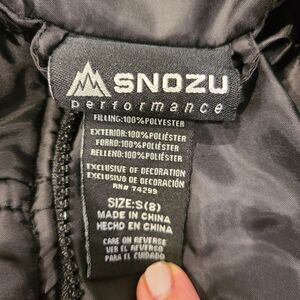 SNOZU
performance
FILLING:100%POLYESTER
EXTERIOR:100%POLIÉSTER
FORRO:100%POLIÉSTER
RELLENO:100%POLIÉSTER
EXCLUSIVE OF DECORATION
EXCLUSIVO DE DECORACIÓN
RN# 74299
SIZE:S(8)
MADE IN CHINA
HECHO EN CHINA
CARE ON REVERSE
VER EL REVERSO
PARA EL CUIDADO